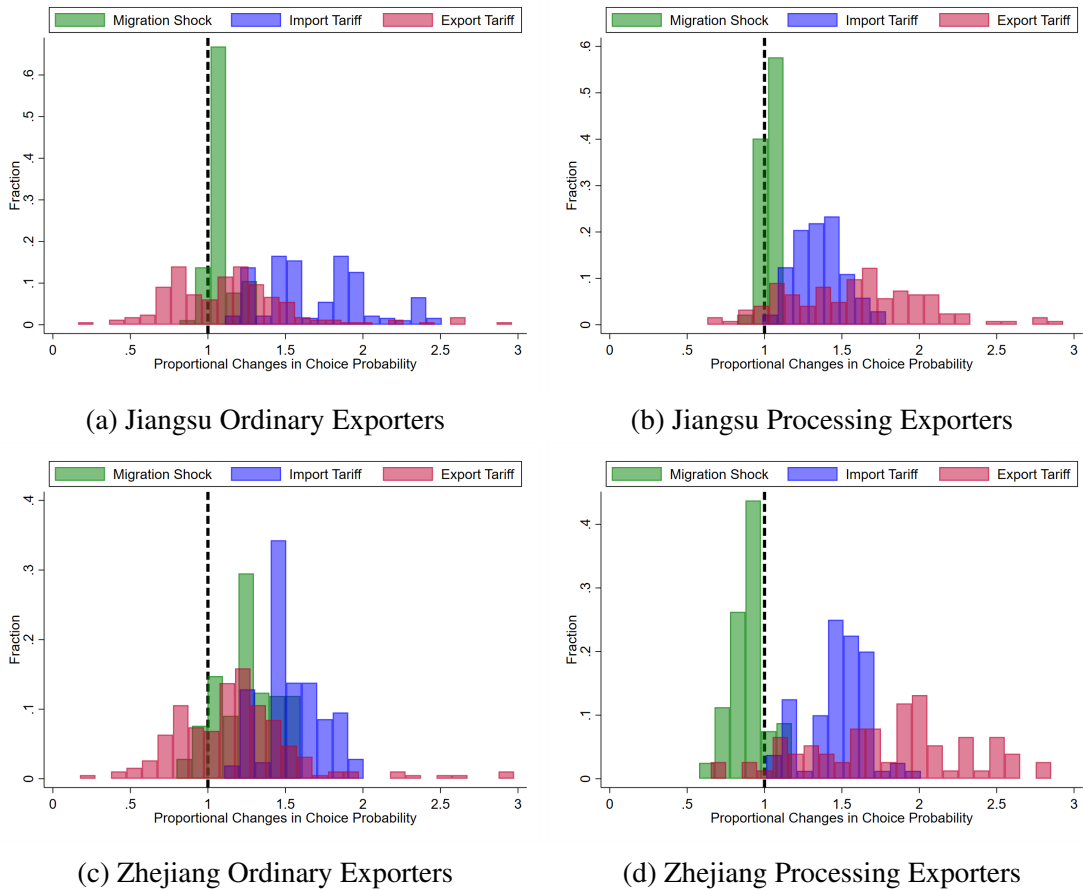 Migration Shock Import Tariff Export Tariff
Fraction
.6
.5
.4
.3
.2
.1
0
0 .5 1 1.5 2 2.5 3
Proportional Changes in Choice Probability
(a) Jiangsu Ordinary Exporters
Migration Shock Import Tariff Export Tariff
Fraction
.6
.5
.4
.3
.2
.1
0
0 .5 1 1.5 2 2.5 3
Proportional Changes in Choice Probability
(b) Jiangsu Processing Exporters
Migration Shock Import Tariff Export Tariff
Fraction
.4
.3
.2
.1
0
0 .5 1 1.5 2 2.5 3
Proportional Changes in Choice Probability
(c) Zhejiang Ordinary Exporters
Migration Shock Import Tariff Export Tariff
Fraction
.4
.3
.2
.1
0
0 .5 1 1.5 2 2.5 3
Proportional Changes in Choice Probability
(d) Zhejiang Processing Exporters